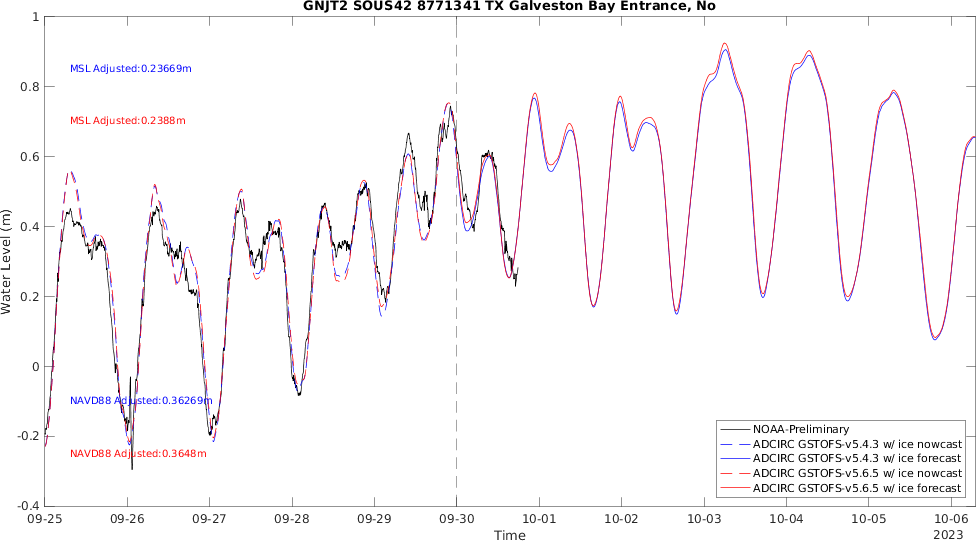 GNJT2 SOUS42 8771341 TX Galveston Bay Entrance, No
1
0.8
0.6
0.4
0.2
0
-0.2
-0.4
Water Level (m)
MSL Adjusted:0.23669m
MSL Adjusted:0.2388m
NAVD88 Adjusted:0.36269m
NAVD88 Adjusted:0.3648m
NOAA-Preliminary
ADCIRC GSTOFS-v5.4.3 w/ ice nowcast
ADCIRC GSTOFS-v5.4.3 w/ ice forecast
ADCIRC GSTOFS-v5.6.5 w/ ice nowcast
ADCIRC GSTOFS-v5.6.5 w/ ice forecast
09-25 09-26 09-27 09-28 09-29 09-30 10-01 10-02 10-03 10-04 10-05 10-06
Time 2023